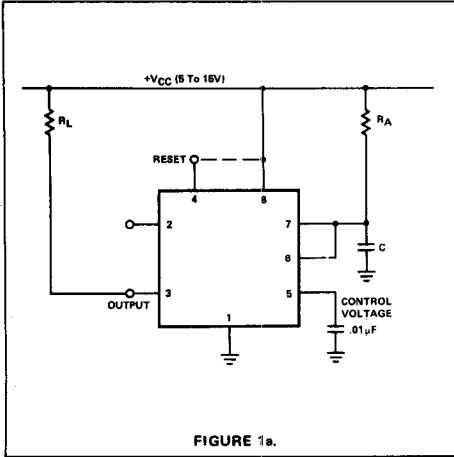 +VCC (5 To 15V)
RL
RA
RESET
4
8
2
7
C
6
3
5
OUTPUT
CONTROL
VOLTAGE
1
.01µF
FIGURE 1a.